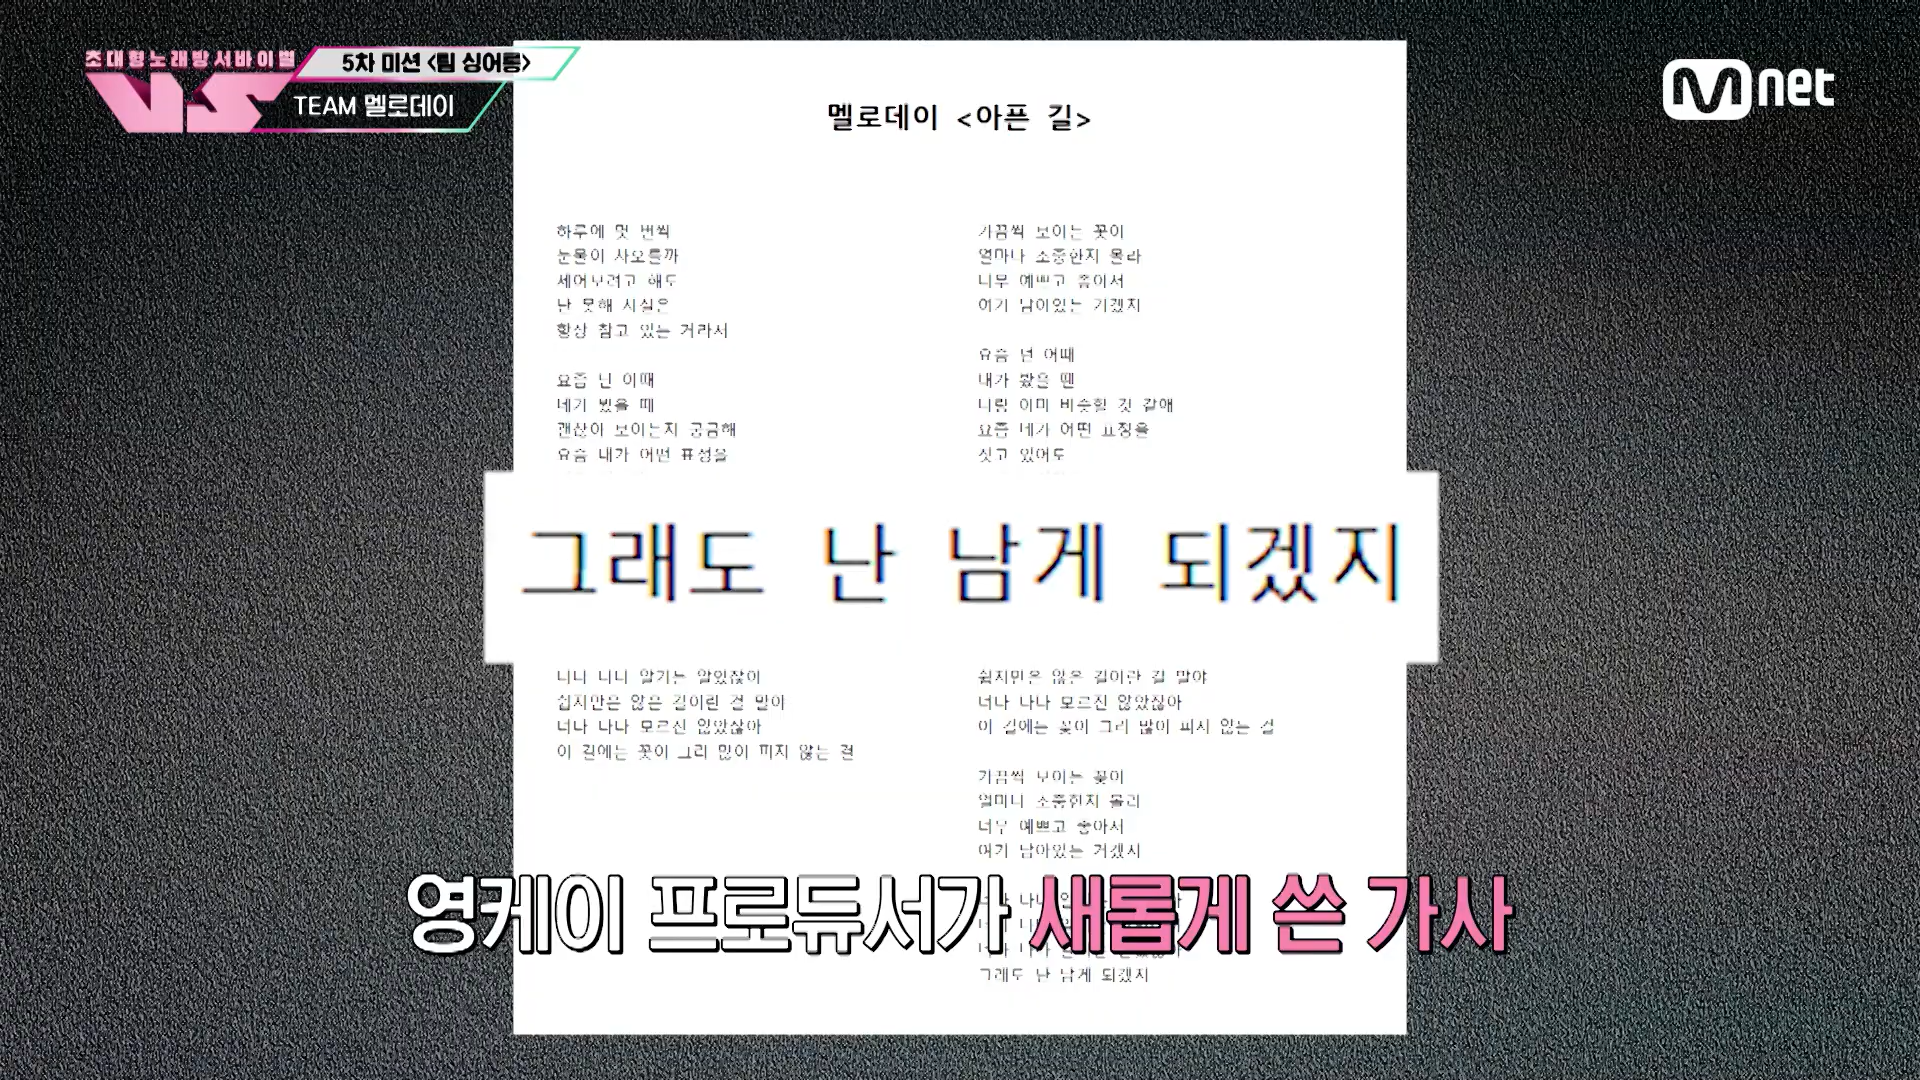 초대형노래방서바이벌
VS
5차 미션 <팀 싱어롱>
TEAM 멜로데이
Mnet
멜로데이 <아픈 길>
하루에 몇 번씩
눈물이 차오를까
세어보려고 해도
난 못해 사실은
항상 참고 있는 거라서
요즘 난 어때
네가 봤을 때
괜찮아 보이는지 궁금해
요즘 내가 어떤 표정을
그래도 난 남게 되겠지
너나 나나 알기는 알았잖아
쉽지만은 않은 길이란 걸 말야
너나 나나 모르진 않았잖아
이 길에는 꽃이 그리 많이 피지 않는 걸
가끔씩 보이는 꽃이
얼마나 소중한지 몰라
너무 예쁘고 좋아서
여기 남아있는 거겠지
요즘 넌 어때
내가 봤을 땐
나랑 이미 비슷할 것 같애
요즘 네가 어떤 표정을
짓고 있어도
쉽지만은 않은 길이란 걸 말야
너나 나나 모르진 않았잖아
이 길에는 꽃이 그리 많이 피지 않는 걸
가끔씩 보이는 꽃이
얼마나 소중한지 몰라
너무 예쁘고 좋아서
여기 남아있는 거겠지
그래도 난 남게 되겠지
영케이 프로듀서가 새롭게 쓴 가사